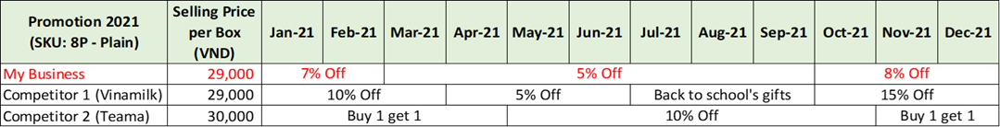 Promotion 2021 (SKU: 8P - Plain) Selling Price per Box (VND) Jan-21 Feb-21 Mar-21 Apr-21 May-21 Jun-21 Jul-21 Aug-21 Sep-21 Oct-21 Nov-21 Dec-21
My Business 29,000 7% Off 5% Off 8% Off
Competitor 1 (Vinamilk) 29,000 10% Off 5% Off Back to school's gifts 15% Off
Competitor 2 (Teama) 30,000 Buy 1 get 1 10% Off Buy 1 get 1